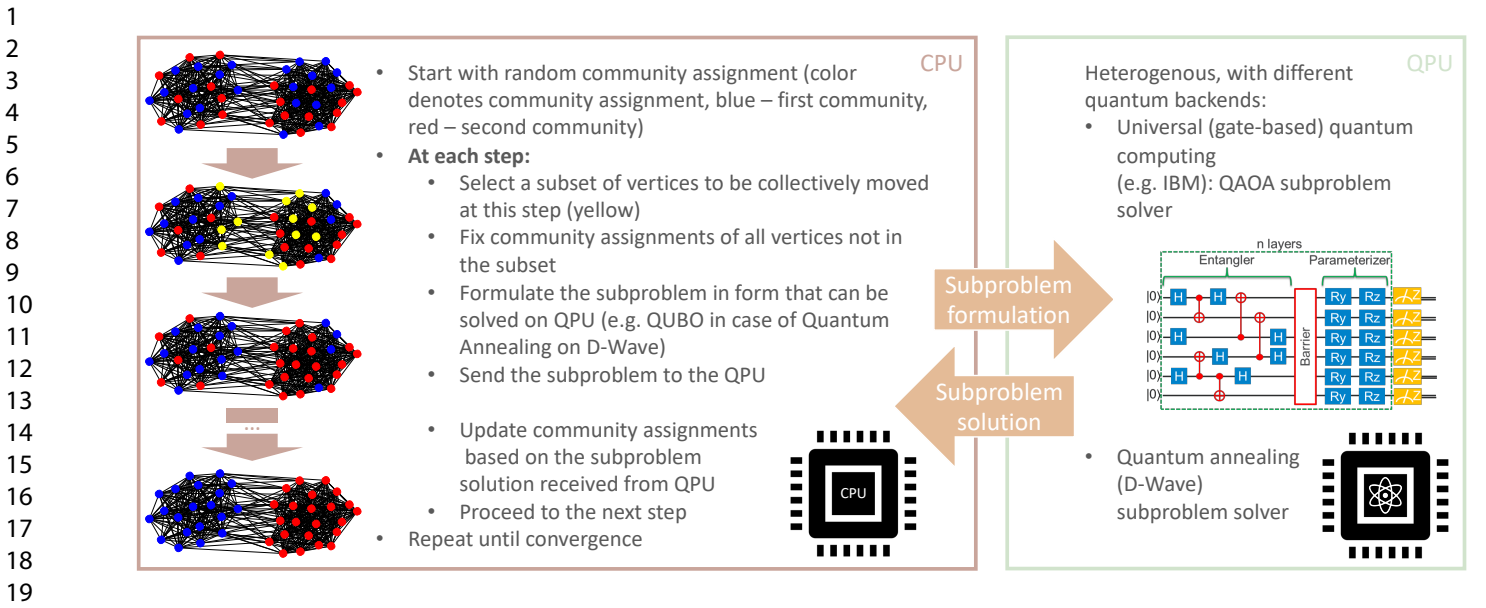 1
2
3
4
5
6
7
8
9
10
11
12
13
14
15
16
17
18
19
CPU
• Start with random community assignment (color
denotes community assignment, blue – first community,
red – second community)
• At each step:
• Select a subset of vertices to be collectively moved
at this step (yellow)
• Fix community assignments of all vertices not in
the subset
• Formulate the subproblem in form that can be
solved on QPU (e.g. QUBO in case of Quantum
Annealing on D-Wave)
• Send the subproblem to the QPU
• Update community assignments
based on the subproblem
solution received from QPU
• Proceed to the next step
• Repeat until convergence
...
CPU
Subproblem
formulation
Subproblem
solution
QPU
Heterogenous, with different
quantum backends:
• Universal (gate-based) quantum
computing
(e.g. IBM): QAOA subproblem
solver
n layers
Entangler Parameterizer
|0⟩ H H Ry Rz Z
|0⟩ Ry Rz Z
|0⟩ H H Ry Rz Z
|0⟩ H H Ry Rz Z
|0⟩ H H Ry Rz Z
|0⟩ Ry Rz Z
Barrier
• Quantum annealing
(D-Wave)
subproblem solver